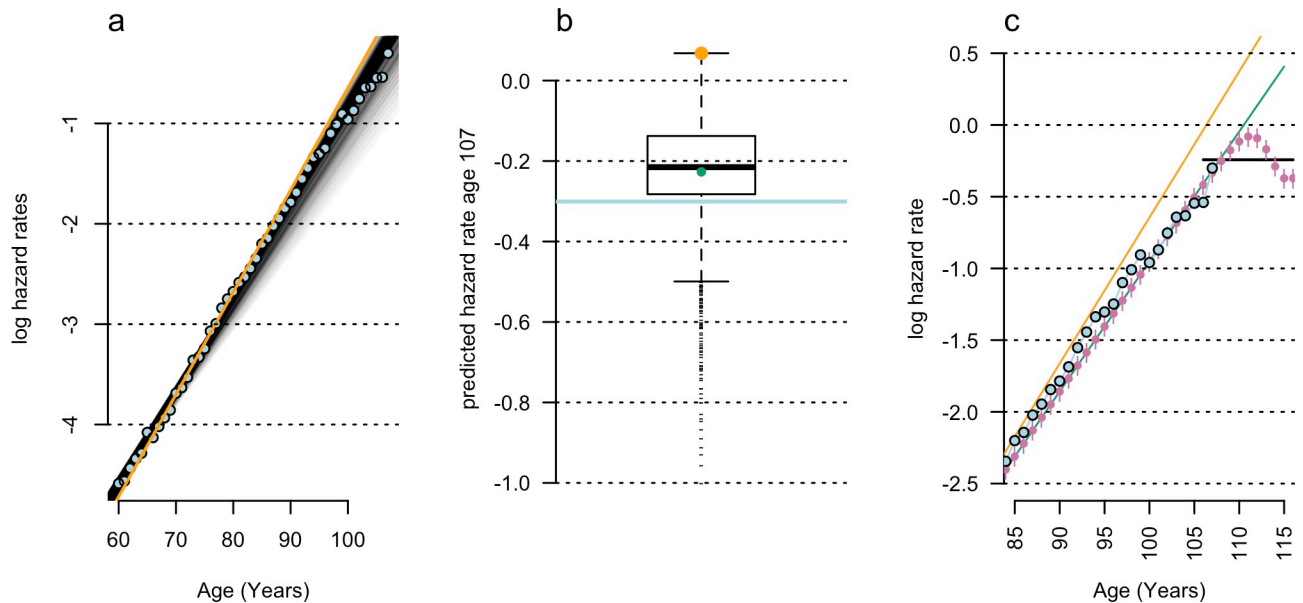 a
log hazard rates
-1
-2
-3
-4
60 70 80 90 100
Age (Years)
b
predicted hazard rate age 107
0.0
-0.2
-0.4
-0.6
-0.8
-1.0
c
log hazard rate
0.5
0.0
-0.5
-1.0
-1.5
-2.0
-2.5
85 90 95 100 105 110 115
Age (Years)